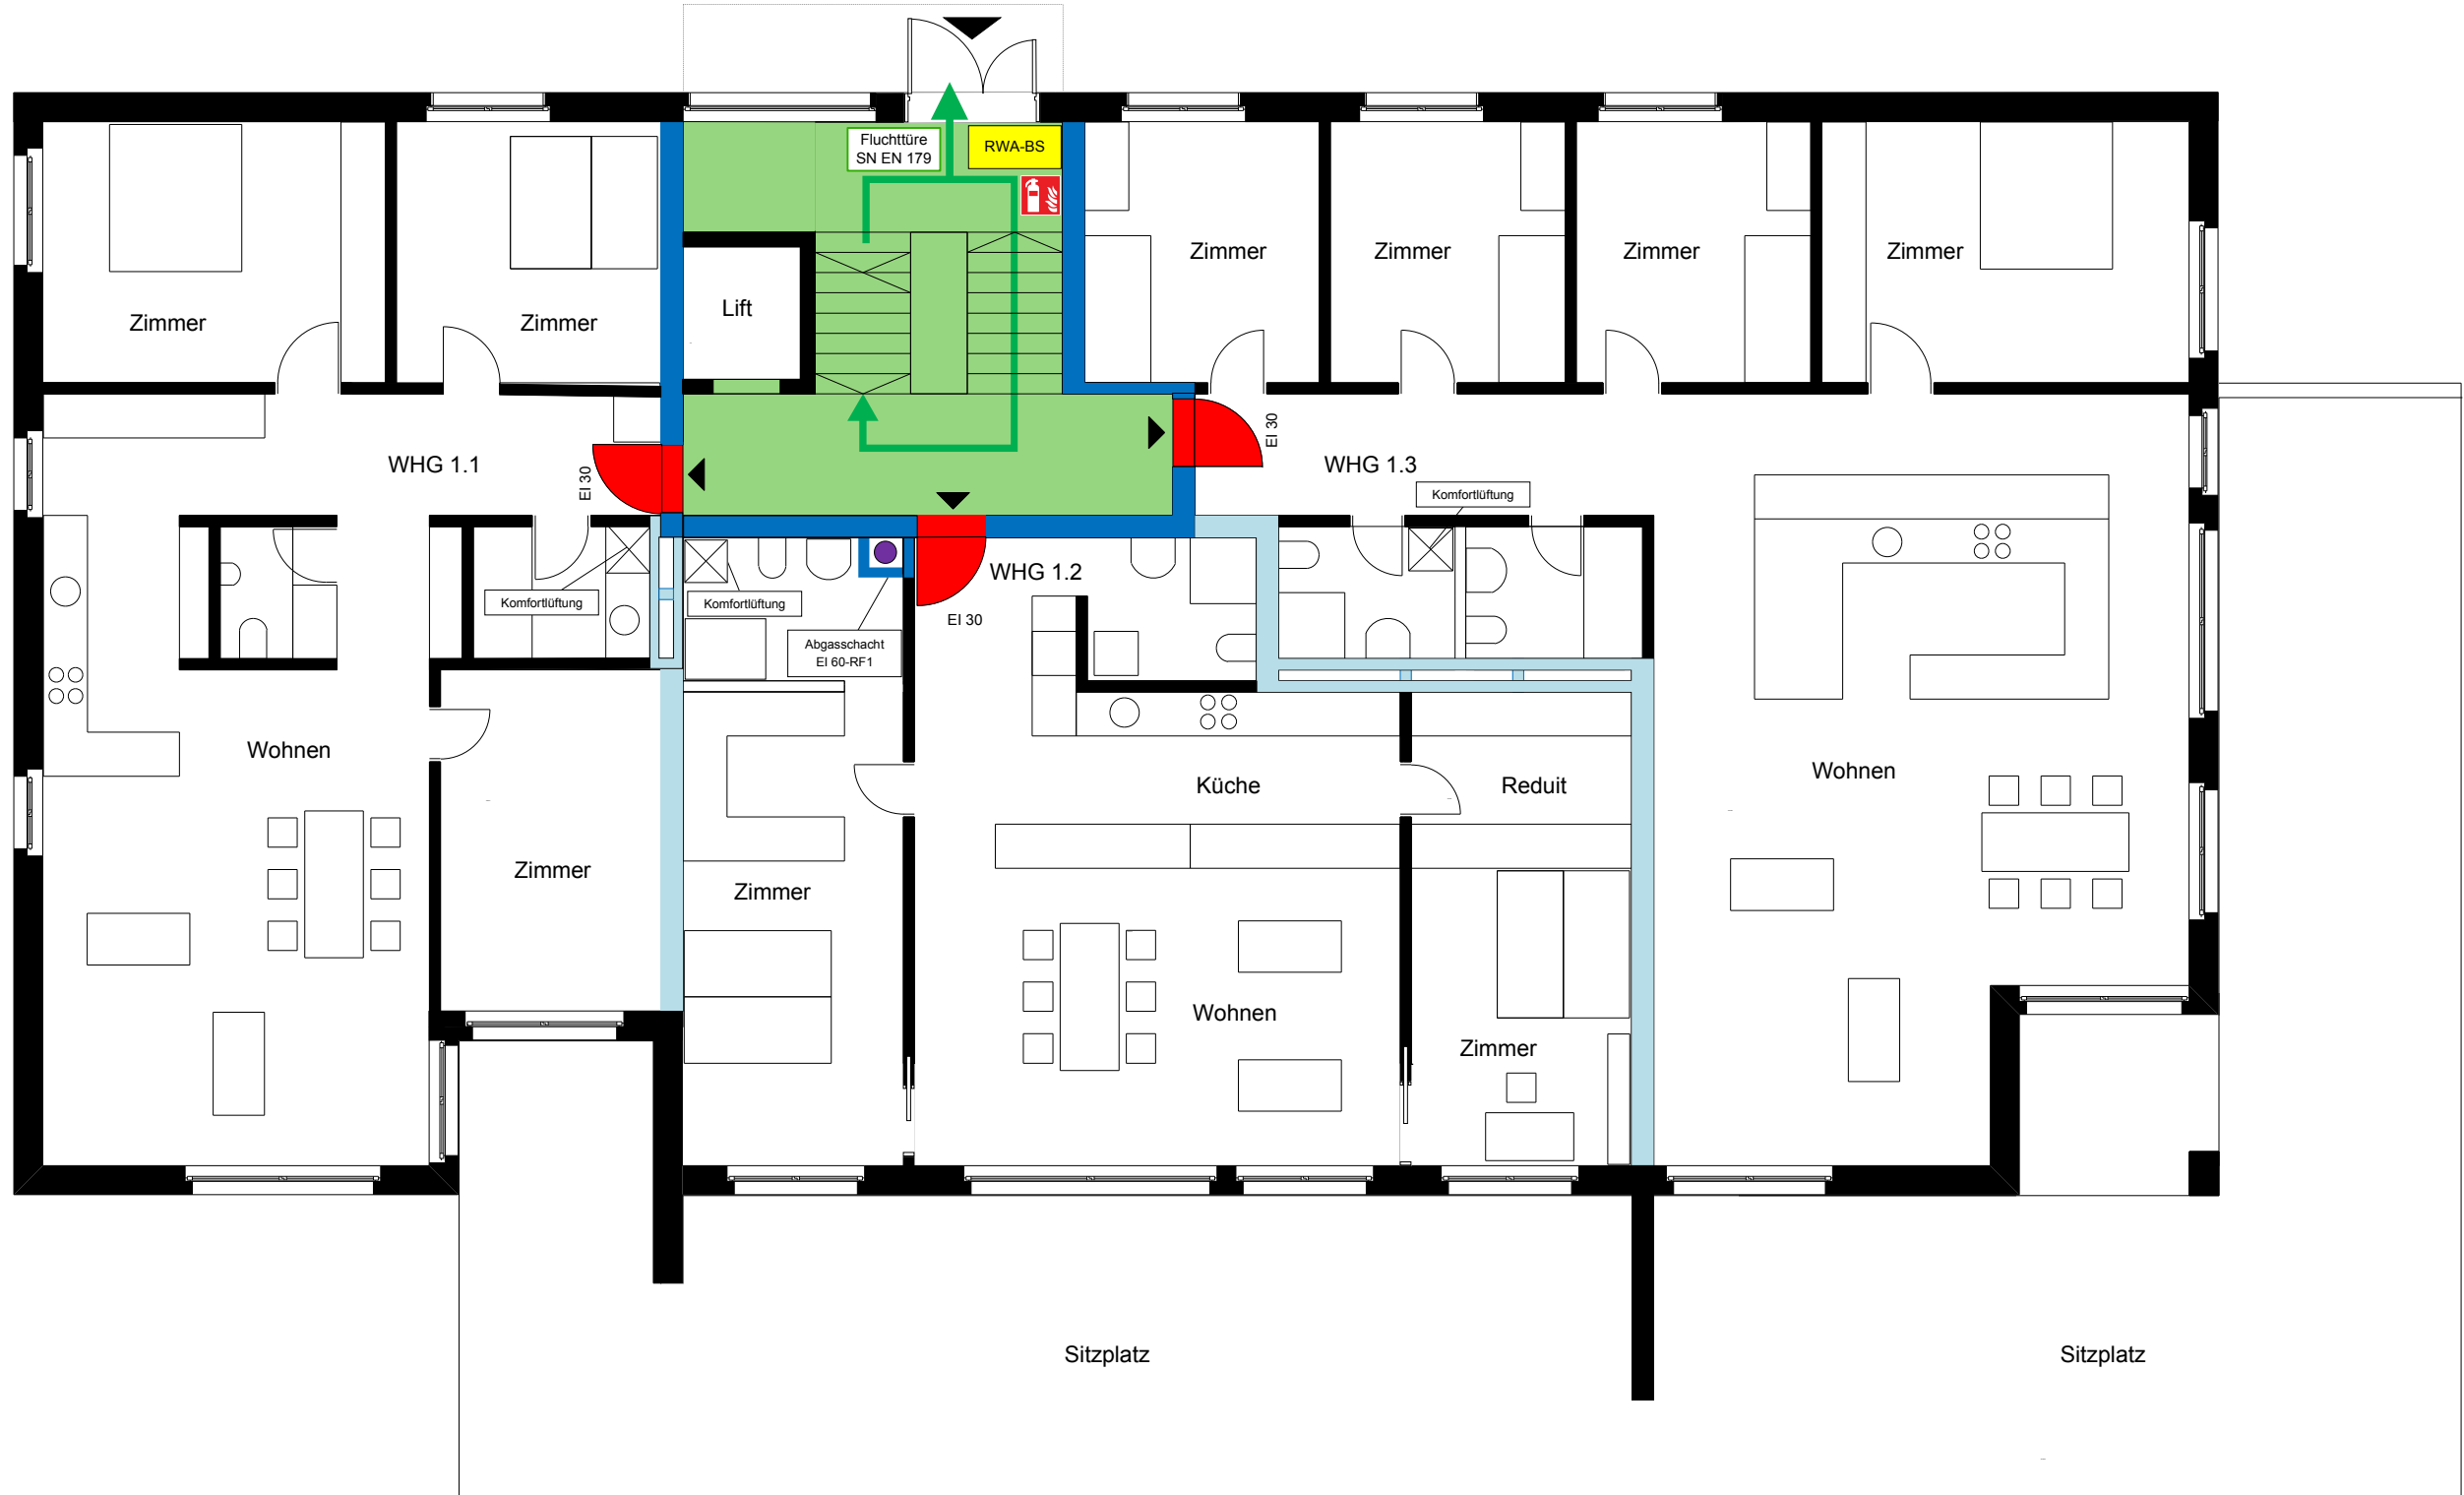 Fluchttüre
SN EN 179
RWA-BS
Zimmer
Zimmer
Lift
Zimmer
Zimmer
Zimmer
Zimmer
WHG 1.1
EI 30
EI 30
WHG 1.3
Komfortlüftung
WHG 1.2
Komfortlüftung
Komfortlüftung
EI 30
Abgasschacht
EI 60-RF1
Wohnen
Küche
Reduit
Wohnen
Zimmer
Zimmer
Wohnen
Zimmer
Sitzplatz
Sitzplatz